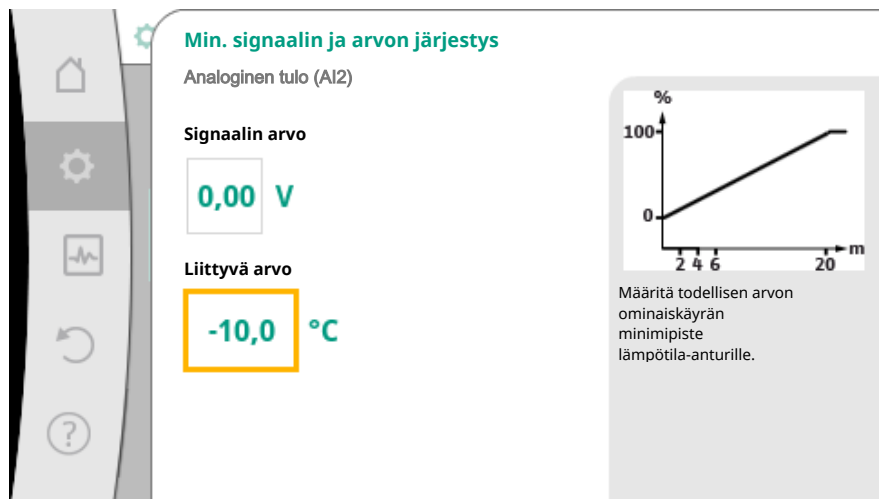 Min. signaalin ja arvon järjestys
Analoginen tulo (AI2)
Signaalin arvo
0,00 V
Liittyvä arvo
-10,0 °C
%
100
0
2 4 6 20 m
Määritä todellisen arvon
ominaiskäyrän
minimipiste
lämpötila-anturille.
?